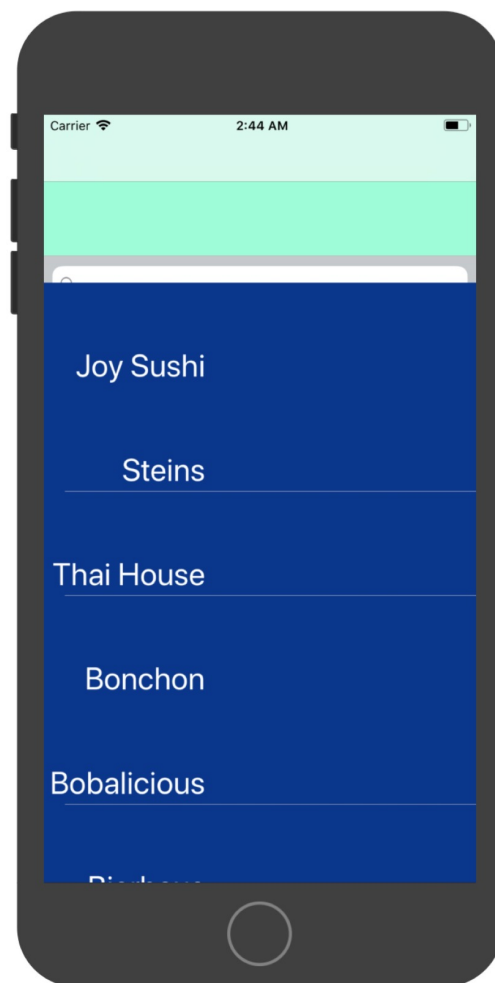 Carrier
2:44 AM
Joy Sushi
Steins
Thai House
Bonchon
Bobalicious